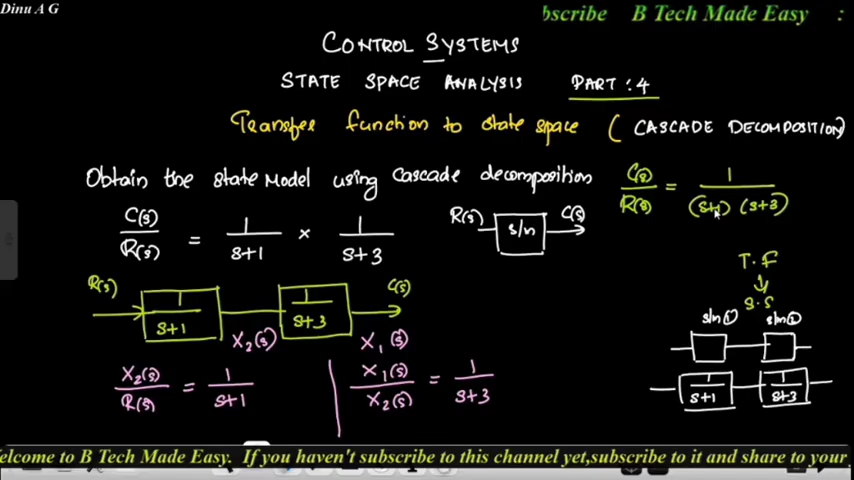 Dinu A G
bscribe B Tech Made Easy :
CONTROL SYSTEMS
STATE SPACE ANALYSIS PART : 4
Transfer function to state space ( CASCADE DECOMPOSITION)
Obtain the state Model using Cascade decomposition C(s)/R(s) = 1/(s+1) (s+3)
C(s)/R(s) = 1/s+1 × 1/s+3
R(s) s/n C(s)
T.F
S.S
R(s) 1/s+1 1/s+3 C(s)
X2(s) X1(s)
s/n① s/n②
X2(s)/R(s) = 1/s+1 | X1(s)/X2(s) = 1/s+3
1/s+1 1/s+3
elcome to B Tech Made Easy. If you haven't subscribe to this channel yet,subscribe to it and share to your